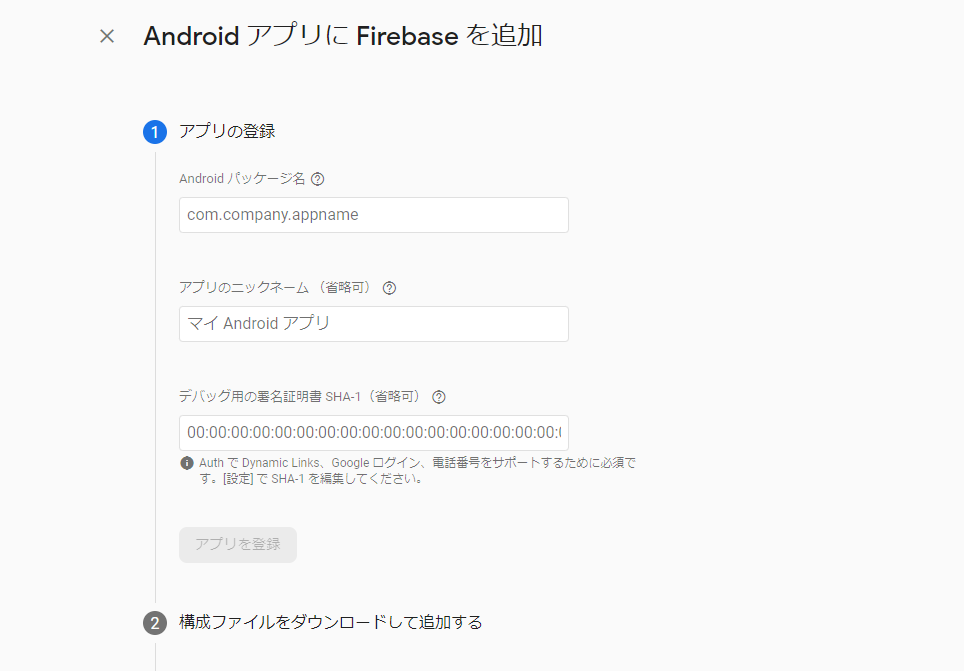 Android アプリに Firebase を追加
1 アプリの登録
Android パッケージ名
com.company.appname
アプリのニックネーム （省略可）
マイ Android アプリ
デバッグ用の署名証明書 SHA-1（省略可）
00:00:00:00:00:00:00:00:00:00:00:00:00:00:00:00:00:
Auth で Dynamic Links、Google ログイン、電話番号をサポートするために必須で
す。[設定] で SHA-1 を編集してください。
アプリを登録
2 構成ファイルをダウンロードして追加する